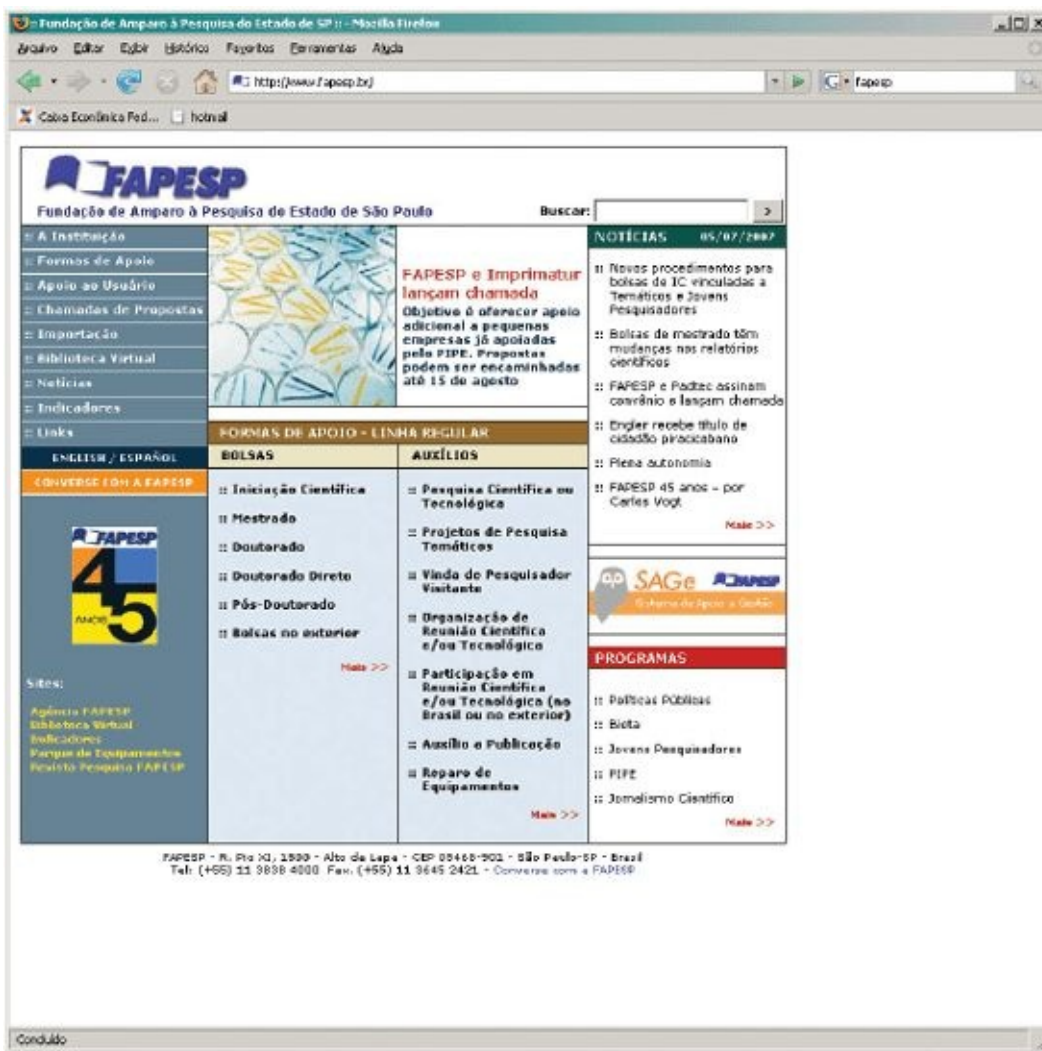 :: Fundação de Amparo à Pesquisa do Estado de SP :: - Mozilla Firefox
Arquivo Editar Exibir Histórico Favoritos Ferramentas Ajuda
http://www.fapesp.br/
G fapesp
Caixa Econômica Fed... hotmail
FAPESP
Fundação de Amparo à Pesquisa do Estado de São Paulo
Buscar: >
:: A Instituição
:: Formas de Apoio
:: Apoio ao Usuário
:: Chamadas de Propostas
:: Importação
:: Biblioteca Virtual
:: Notícias
:: Indicadores
:: Links
ENGLISH / ESPAÑOL
CONVERSE COM A FAPESP
FAPESP
45
ANOS
Sites:
Agência FAPESP
Biblioteca Virtual
Indicadores
Parque de Equipamentos
Revista Pesquisa FAPESP
FAPESP e Imprimatur
lançam chamada
Objetivo é oferecer apoio
adicional a pequenas
empresas já apoiadas
pelo PIPE. Propostas
podem ser encaminhadas
até 15 de agosto
FORMAS DE APOIO - LINHA REGULAR
BOLSAS
:: Iniciação Científica
:: Mestrado
:: Doutorado
:: Doutorado Direto
:: Pós-Doutorado
:: Bolsas no exterior
Mais >>
AUXÍLIOS
:: Pesquisa Científica ou
Tecnológica
:: Projetos de Pesquisa
Temáticos
:: Vinda de Pesquisador
Visitante
:: Organização de
Reunião Científica
e/ou Tecnológica
:: Participação em
Reunião Científica
e/ou Tecnológica (no
Brasil ou no exterior)
:: Auxílio a Publicação
:: Reparo de
Equipamentos
Mais >>
NOTÍCIAS 05/07/2007
:: Novos procedimentos para
bolsas de IC vinculadas a
Temáticos e Jovens
Pesquisadores
:: Bolsas de mestrado têm
mudanças nos relatórios
científicos
:: FAPESP e Padtec assinam
convênio e lançam chamada
:: Engler recebe título de
cidadão piracicabano
:: Plena autonomia
:: FAPESP 45 anos – por
Carlos Vogt
Mais >>
SAGe FAPESP
Sistema de Apoio a Gestão
PROGRAMAS
:: Políticas Públicas
:: Biota
:: Jovens Pesquisadores
:: PIPE
:: Jornalismo Científico
Mais >>
FAPESP - R. Pio XI, 1500 - Alto da Lapa - CEP 05468-901 - São Paulo-SP - Brasil
Tel: (+55) 11 3838 4000 Fax. (+55) 11 3645 2421 - Converse com a FAPESP
Concluído